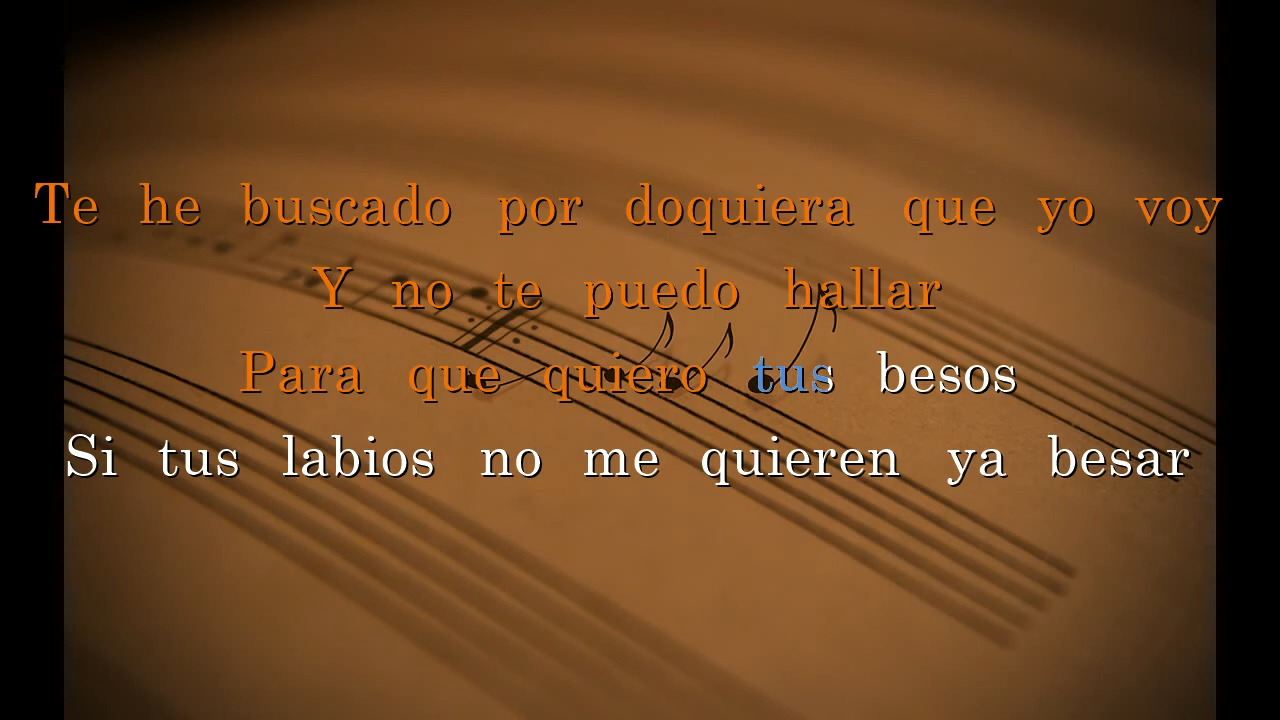 Te he buscado por doquiera que yo voy
Y no te puedo hallar
Para que quiero tus besos
Si tus labios no me quieren ya besar